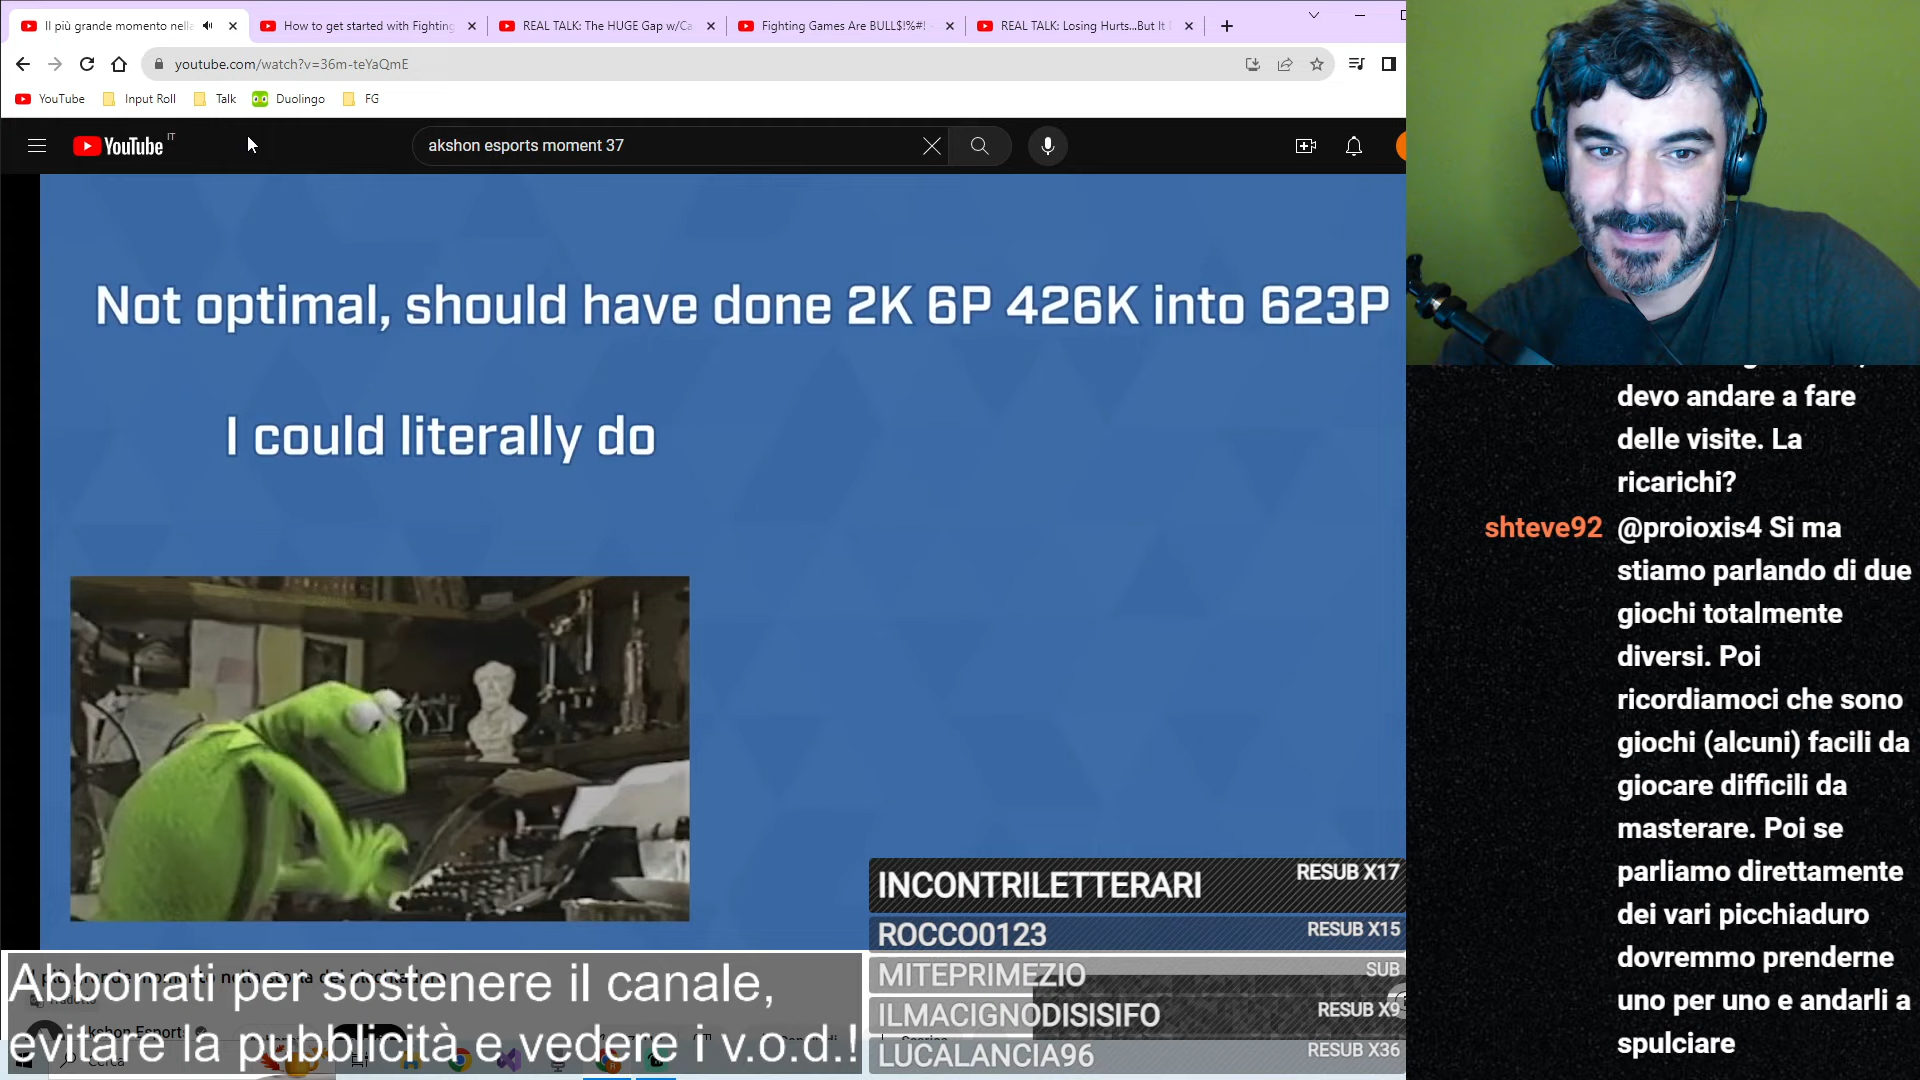 Il più grande momento nella
How to get started with Fighting
REAL TALK: The HUGE Gap w/Ca
Fighting Games Are BULL$!%#!
REAL TALK: Losing Hurts...But It
youtube.com/watch?v=36m-teYaQmE
YouTube
Input Roll
Talk
Duolingo
FG
YouTube IT
akshon esports moment 37
Not optimal, should have done 2K 6P 426K into 623P
I could literally do
devo andare a fare
delle visite. La
ricarichi?
shteve92 @proioxis4 Si ma
stiamo parlando di due
giochi totalmente
diversi. Poi
ricordiamoci che sono
giochi (alcuni) facili da
giocare difficili da
masterare. Poi se
parliamo direttamente
dei vari picchiaduro
dovremmo prenderne
uno per uno e andarli a
spulciare
INCONTRILETTERARI RESUB X17
ROCCO0123 RESUB X15
MITEPRIMEZIO SUB
ILMACIGNODISISIFO RESUB X9
LUCALANCIA96 RESUB X36
Abbonati per sostenere il canale,
evitare la pubblicità e vedere i v.o.d.!
Cerca